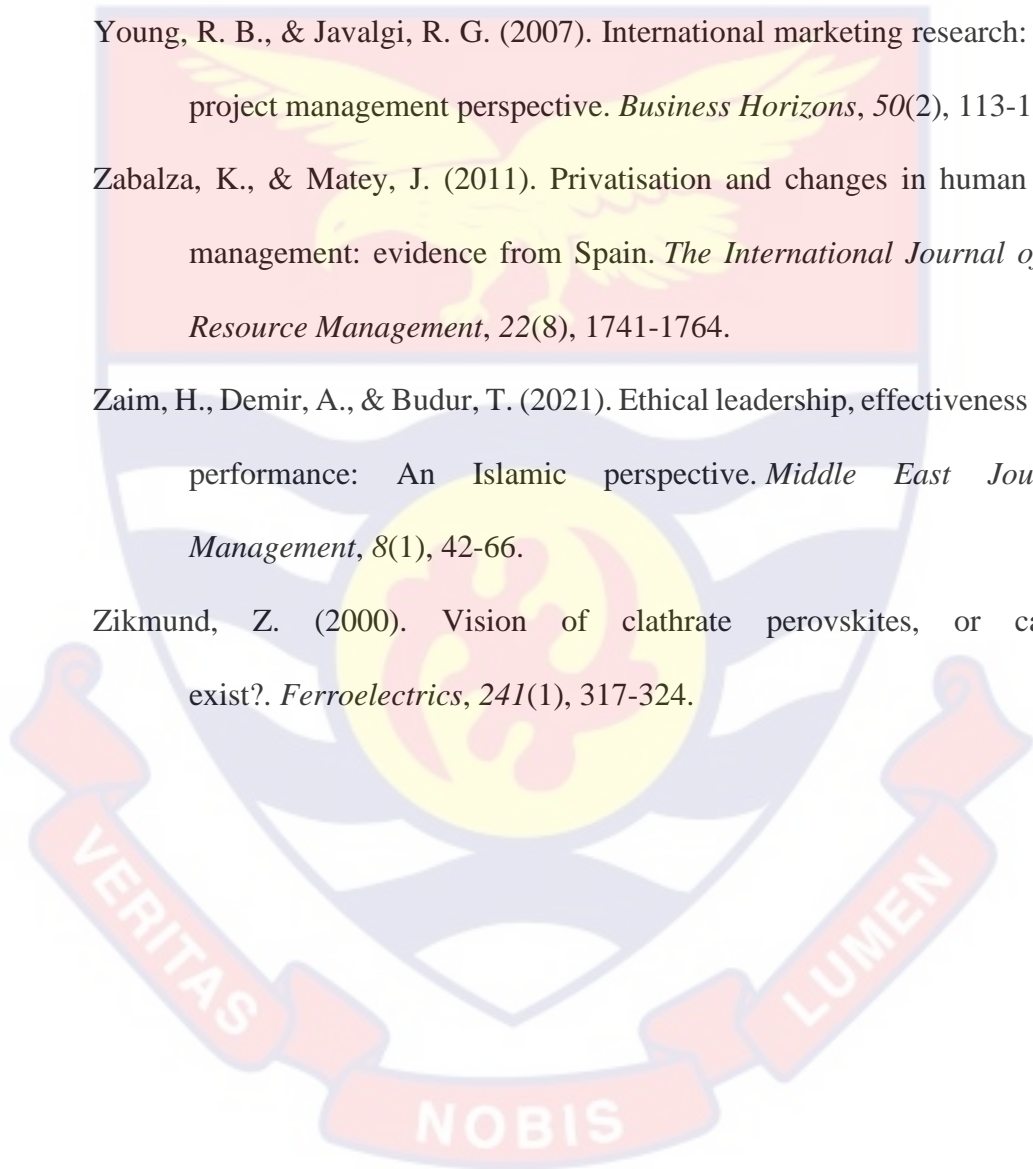 Young, R. B., & Javalgi, R. G. (2007). International marketing research:
project management perspective. Business Horizons, 50(2), 113-1
Zabalza, K., & Matey, J. (2011). Privatisation and changes in human
management: evidence from Spain. The International Journal o
Resource Management, 22(8), 1741-1764.
Zaim, H., Demir, A., & Budur, T. (2021). Ethical leadership, effectiveness
performance: An Islamic perspective. Middle East Jou
Management, 8(1), 42-66.
Zikmund, Z. (2000). Vision of clathrate perovskites, or ca
exist?. Ferroelectrics, 241(1), 317-324.
VERITAS
NOBIS
LUMEN